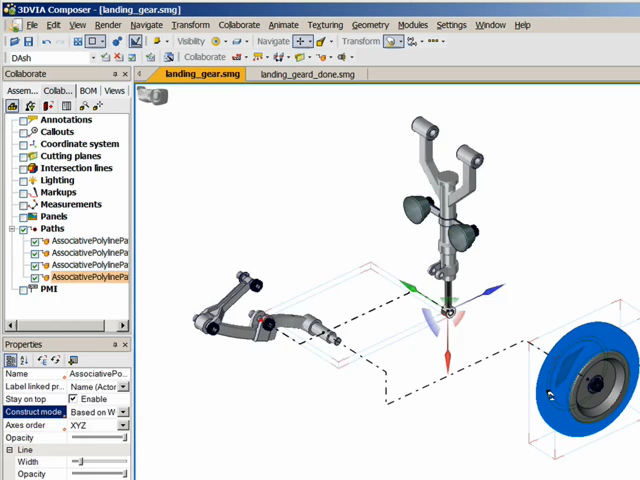 3DVIA Composer - [landing_gear.smg]
File Edit View Render Navigate Transform Collaborate Animate Texturing Geometry Modules Settings Window Help
Visibility Navigate Transform
DAsh Collaborate
Collaborate
landing_gear.smg landing_geard_done.smg
Assem... Collab... BOM Views
Annotations
Callouts
Coordinate system
Cutting planes
Intersection lines
Lighting
Markups
Measurements
Panels
Paths
AssociativePolylinePa
AssociativePolylinePa
AssociativePolylinePa
AssociativePolylinePa
PMI
Properties
Name AssociativePo...
Label linked pr... Name (Actor
Stay on top Enable
Construct mode Based on W
Axes order XYZ
Opacity
Line
Width
Opacity